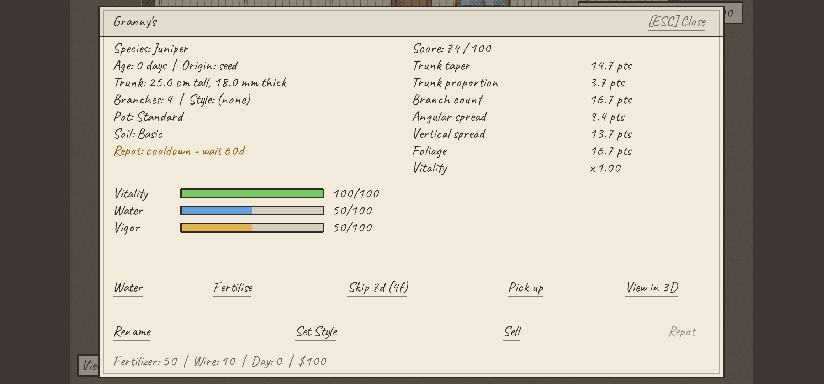 Granny's [ESC] Close
Species: Juniper
Age: 0 days | Origin: seed
Trunk: 25.0 cm tall, 18.0 mm thick
Branches: 4 | Style: (none)
Pot: Standard
Soil: Basic
Repot: cooldown - wait 60d
Score: 74 / 100
Trunk taper 14.7 pts
Trunk proportion 3.7 pts
Branch count 16.7 pts
Angular spread 9.4 pts
Vertical spread 13.7 pts
Foliage 16.7 pts
Vitality x 1.00
Vitality 100/100
Water 50/100
Vigor 50/100
Water Fertilise Skip 7d (4f) Pick up View in 3D
Rename Set Style Sell Repot
Fertilizer: 50 | Wire: 10 | Day: 0 | $100